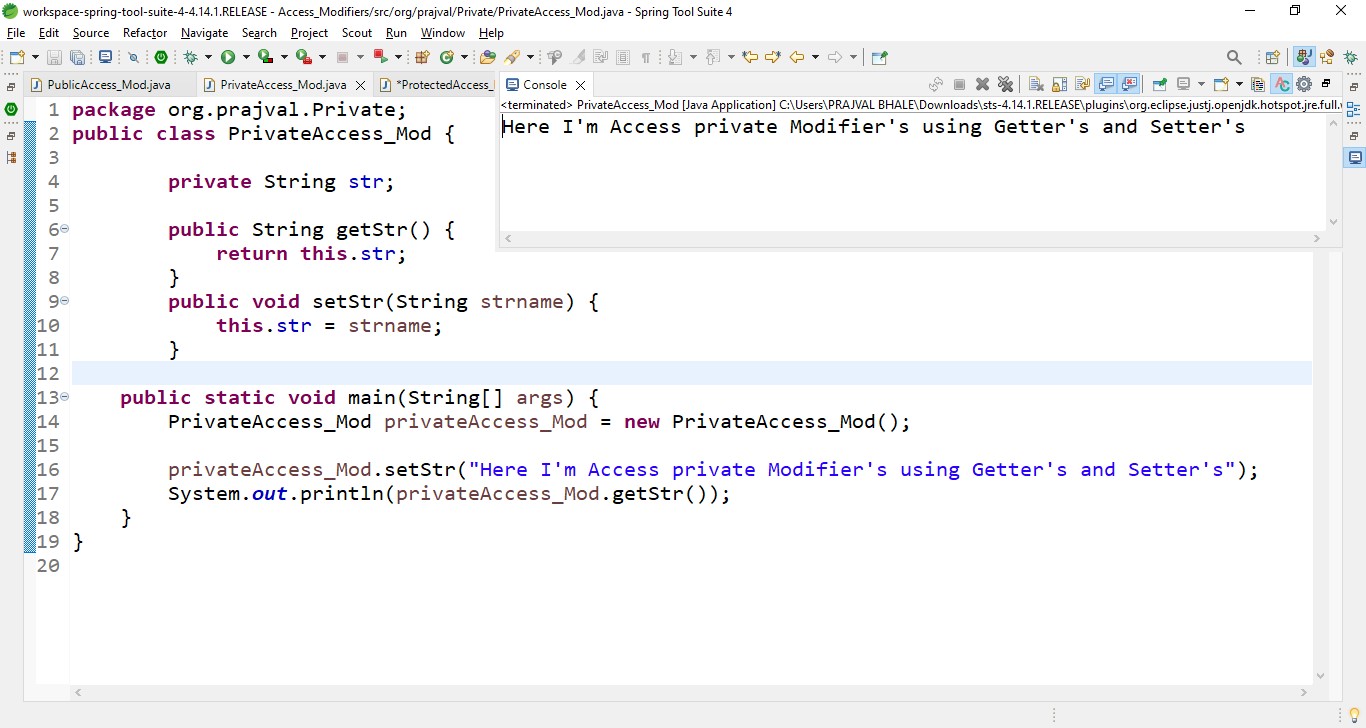 workspace-spring-tool-suite-4-4.14.1.RELEASE - Access_Modifiers/src/org/prajval/Private/PrivateAccess_Mod.java - Spring Tool Suite 4
File Edit Source Refactor Navigate Search Project Scout Run Window Help
PublicAccess_Mod.java PrivateAccess_Mod.java *ProtectedAccess_ Console
<terminated> PrivateAccess_Mod [Java Application] C:\Users\PRAJVAL BHALE\Downloads\sts-4.14.1.RELEASE\plugins\org.eclipse.justj.openjdk.hotspot.jre.full.
Here I'm Access private Modifier's using Getter's and Setter's
1 package org.prajval.Private;
2 public class PrivateAccess_Mod {
3
4 private String str;
5
6 public String getStr() {
7 return this.str;
8 }
9 public void setStr(String strname) {
10 this.str = strname;
11 }
12
13 public static void main(String[] args) {
14 PrivateAccess_Mod privateAccess_Mod = new PrivateAccess_Mod();
15
16 privateAccess_Mod.setStr("Here I'm Access private Modifier's using Getter's and Setter's");
17 System.out.println(privateAccess_Mod.getStr());
18 }
19 }
20